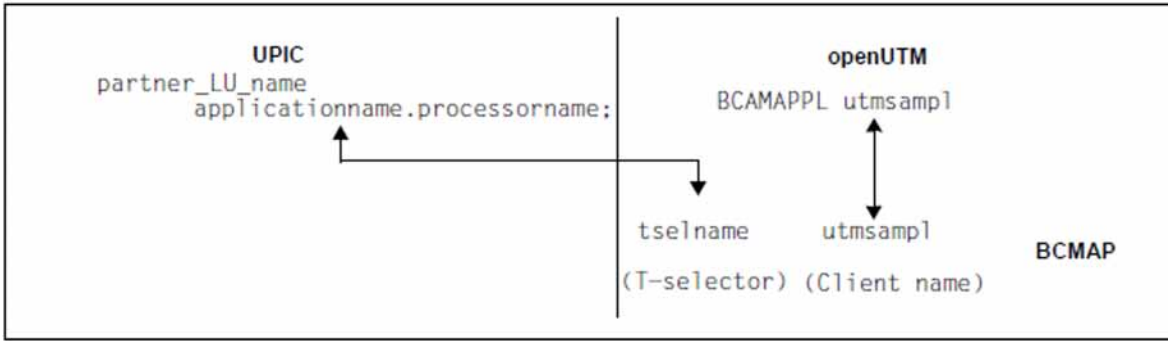 UPIC
partner_LU_name
applicationname.processorname;
openUTM
BCAMAPPL utmsampl
tselname utmsampl
BCMAP
(T-selector) (Client name)